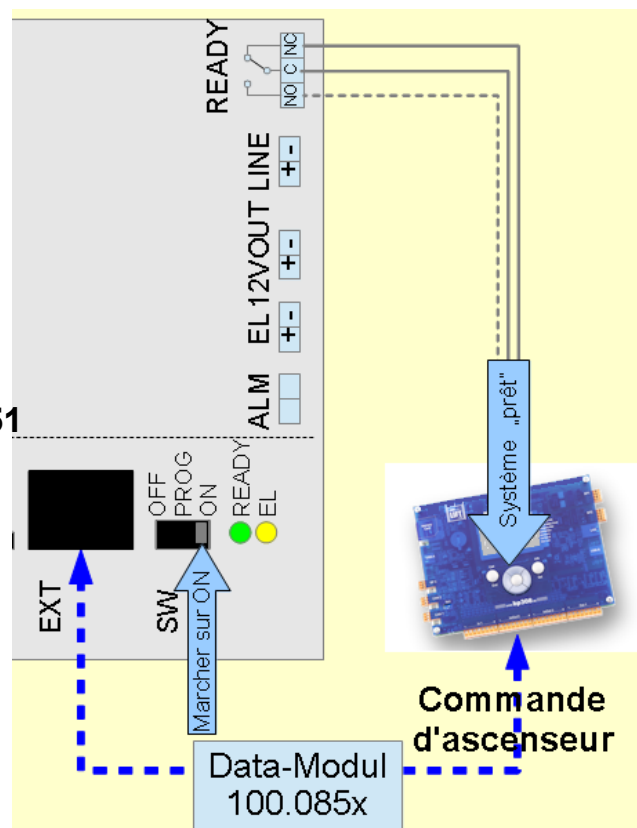 READY
NC
C
NO
LINE
- +
12VOUT
- +
EL
- +
ALM
51
OFF
PROG
ON
READY
EL
EXT
SW
Marcher sur ON
Système „prêt"
Commande
d'ascenseur
Data-Modul
100.085x